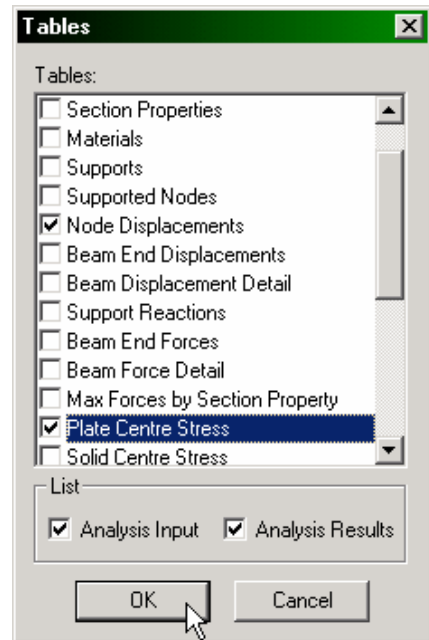 Tables
Tables:
Section Properties
Materials
Supports
Supported Nodes
Node Displacements
Beam End Displacements
Beam Displacement Detail
Support Reactions
Beam End Forces
Beam Force Detail
Max Forces by Section Property
Plate Centre Stress
Solid Centre Stress
List
Analysis Input Analysis Results
OK Cancel